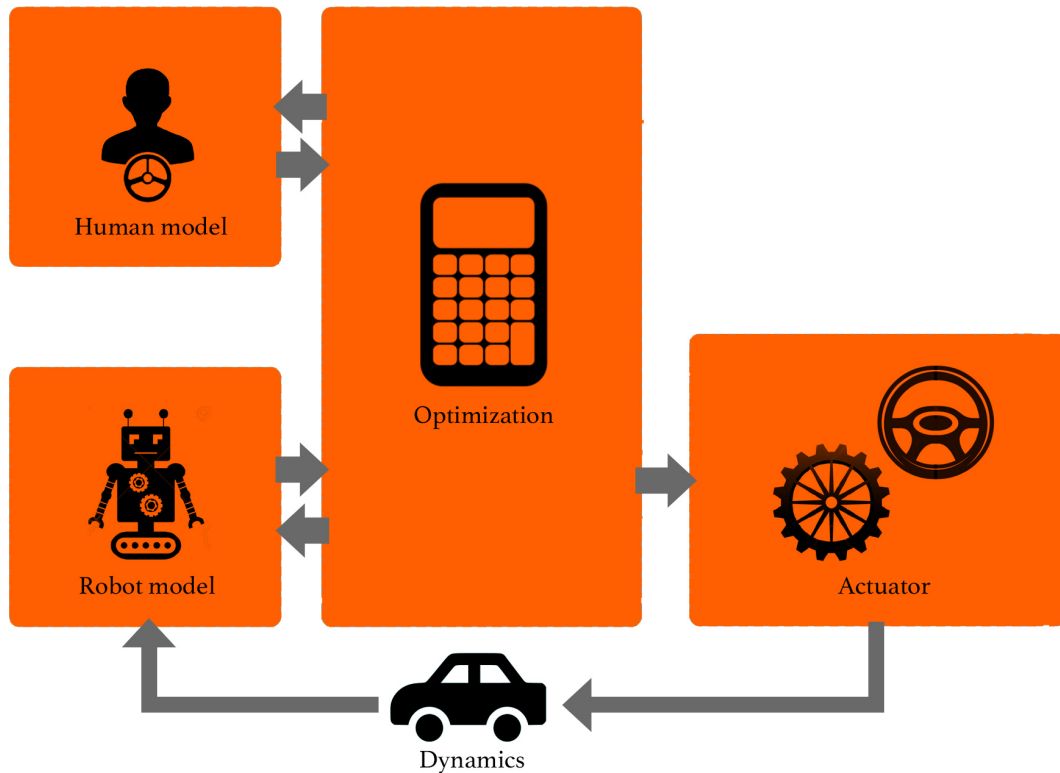 Human model
Optimization
Robot model
Actuator
Dynamics